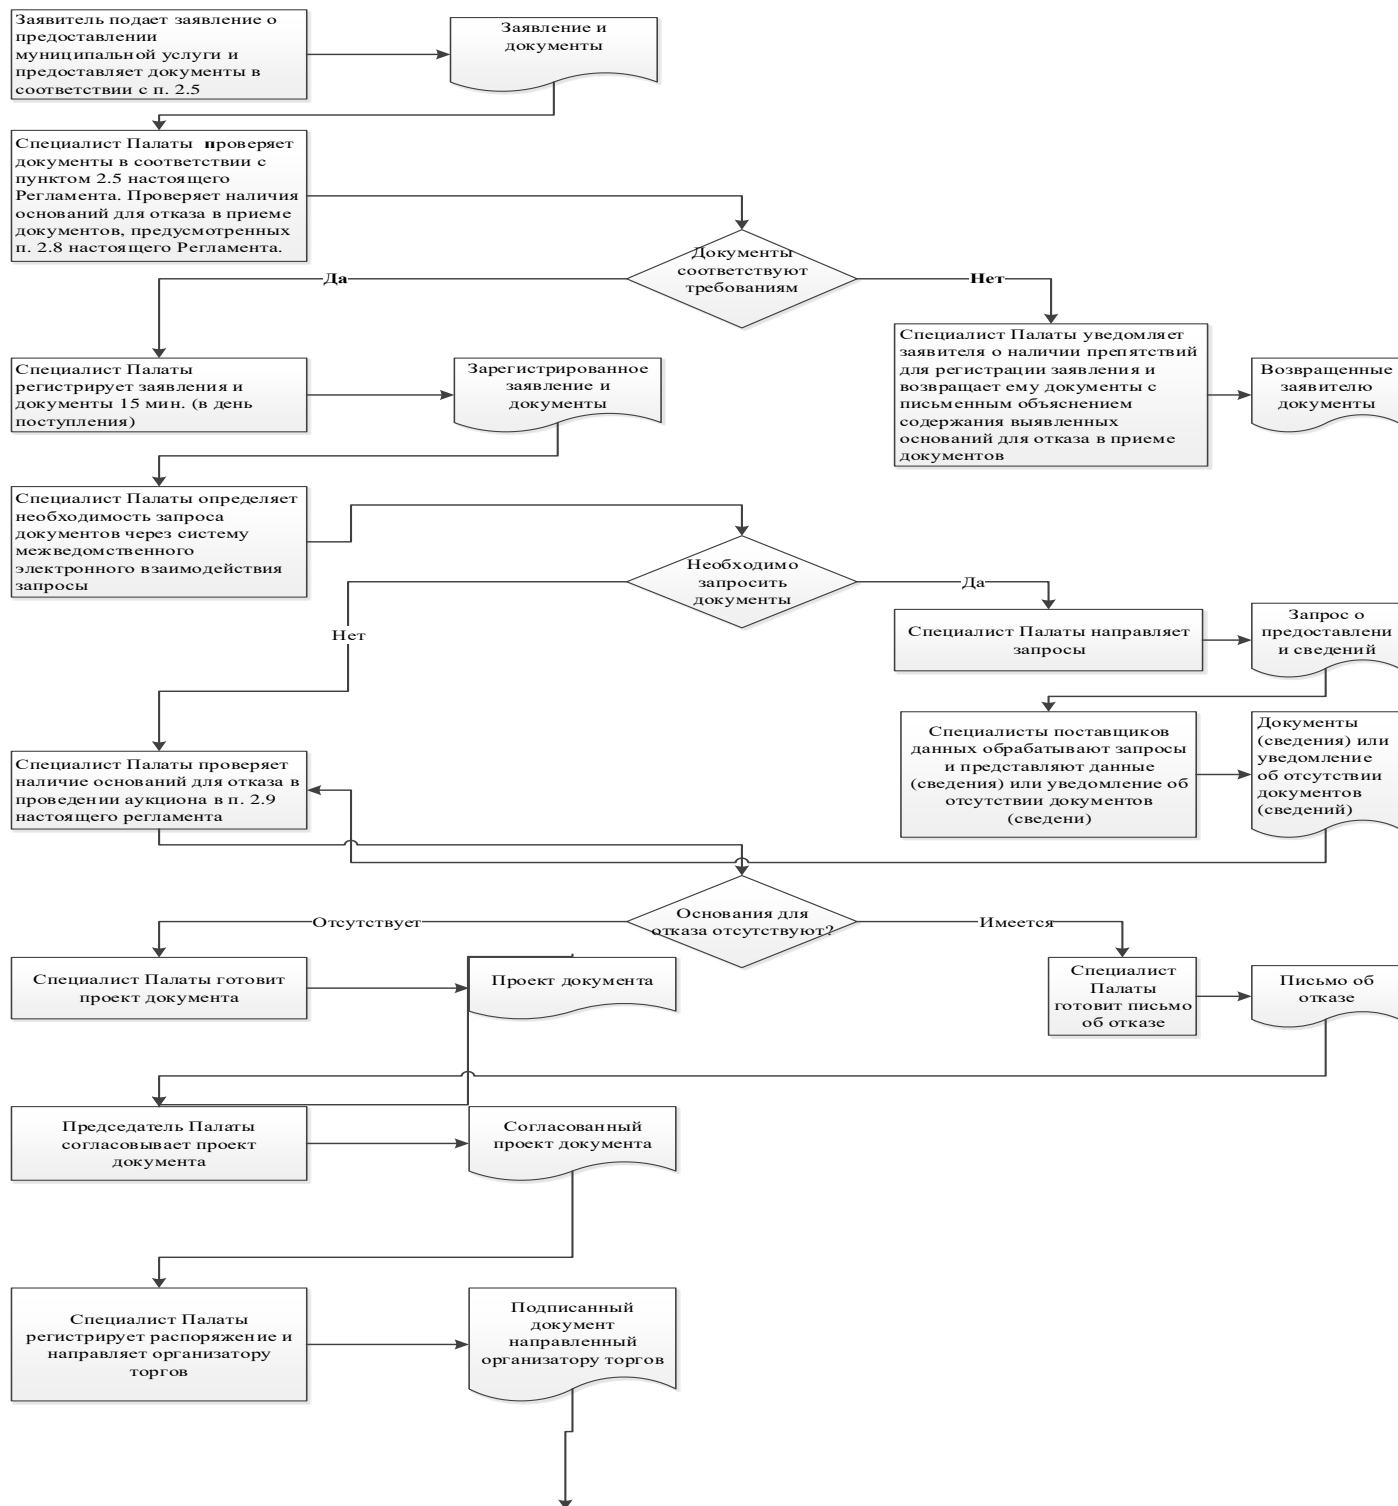 Заявитель подает заявление о
предоставлении
муниципальной услуги и
предоставляет документы в
соответствии с п. 2.5
Заявление и
документы
Специалист Палаты проверяет
документы в соответствии с
пунктом 2.5 настоящего
Регламента. Проверяет наличия
оснований для отказа в приеме
документов, предусмотренных
п. 2.8 настоящего Регламента.
Документы
соответствуют
требованиям
Да
Нет
Специалист Палаты уведомляет
заявителя о наличии препятствий
для регистрации заявления и
возвращает ему документы с
письменным объяснением
содержания выявленных
оснований для отказа в приеме
документов
Возвращенные
заявителю
документы
Специалист Палаты
регистрирует заявления и
документы 15 мин. (в день
поступления)
Зарегистрированное
заявление и
документы
Специалист Палаты определяет
необходимость запроса
документов через систему
межведомственного
электронного взаимодействия
запросы
Необходимо
запросить
документы
Да
Нет
Специалист Палаты направляет
запросы
Запрос о
предоставлени
и сведений
Специалисты поставщиков
данных обрабатывают запросы
и представляют данные
(сведения) или уведомление об
отсутствии документов
(сведени)
Документы
(сведения) или
уведомление
об отсутствии
документов
(сведений)
Специалист Палаты проверяет
наличие оснований для отказа в
проведении аукциона в п. 2.9
настоящего регламента
Основания для
отказа отсутствуют?
Отсутствует
Имеется
Специалист Палаты готовит
проект документа
Проект документа
Специалист
Палаты
готовит письмо
об отказе
Письмо об
отказе
Председатель Палаты
согласовывает проект
документа
Согласованный
проект документа
Специалист Палаты
регистрирует распоряжение и
направляет организатору
торгов
Подписанный
документ
направленный
организатору торгов